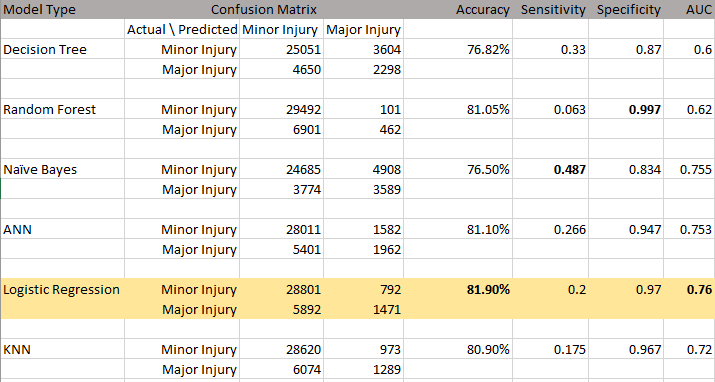 Model Type Confusion Matrix Accuracy Sensitivity Specificity AUC
Actual \ Predicted Minor Injury Major Injury
Decision Tree Minor Injury 25051 3604 76.82% 0.33 0.87 0.6
Major Injury 4650 2298
Random Forest Minor Injury 29492 101 81.05% 0.063 0.997 0.62
Major Injury 6901 462
Naïve Bayes Minor Injury 24685 4908 76.50% 0.487 0.834 0.755
Major Injury 3774 3589
ANN Minor Injury 28011 1582 81.10% 0.266 0.947 0.753
Major Injury 5401 1962
Logistic Regression Minor Injury 28801 792 81.90% 0.2 0.97 0.76
Major Injury 5892 1471
KNN Minor Injury 28620 973 80.90% 0.175 0.967 0.72
Major Injury 6074 1289